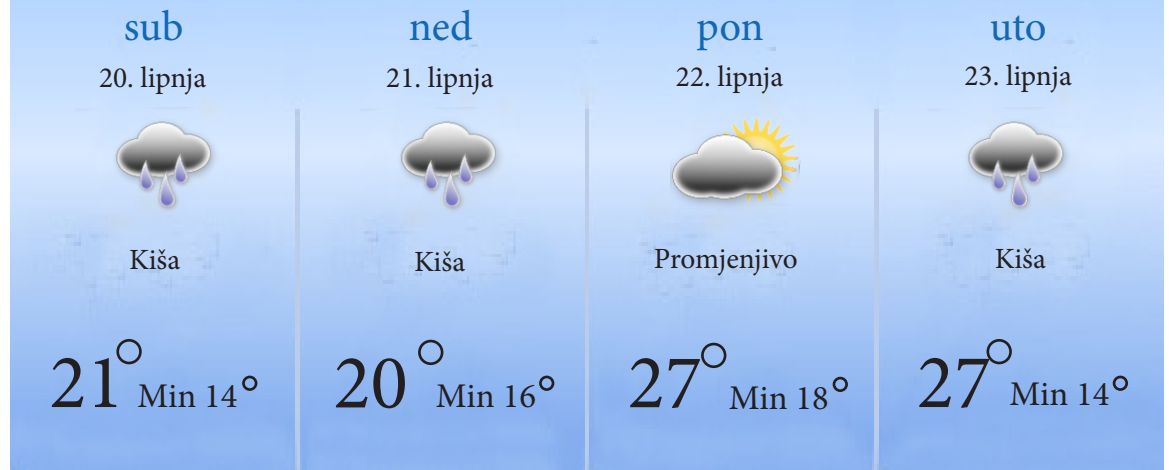 sub
20. lipnja
Kiša
21° Min 14°
ned
21. lipnja
Kiša
20° Min 16°
pon
22. lipnja
Promjenjivo
27° Min 18°
uto
23. lipnja
Kiša
27° Min 14°